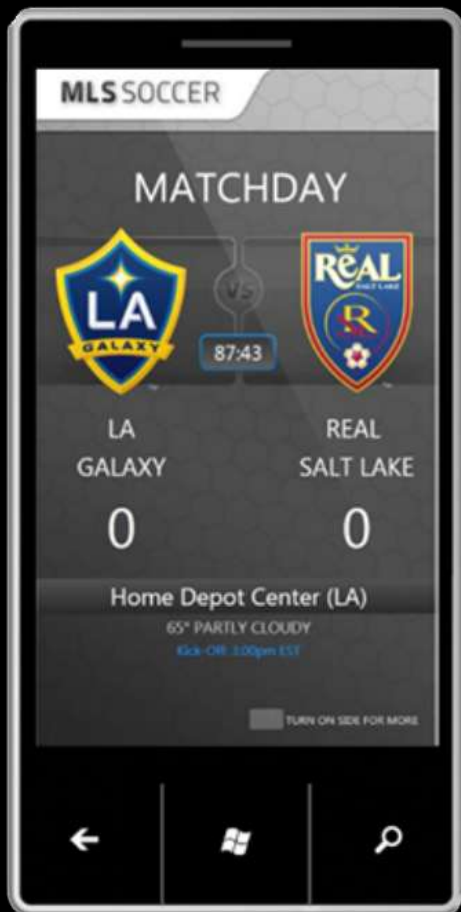 MLS SOCCER
MATCHDAY
LA
GALAXY
VS
REAL
SALT LAKE
R
87:43
LA
GALAXY
REAL
SALT LAKE
0
0
Home Depot Center (LA)
65° PARTLY CLOUDY
Kick-Off: 3:00pm EST
TURN ON SIDE FOR MORE